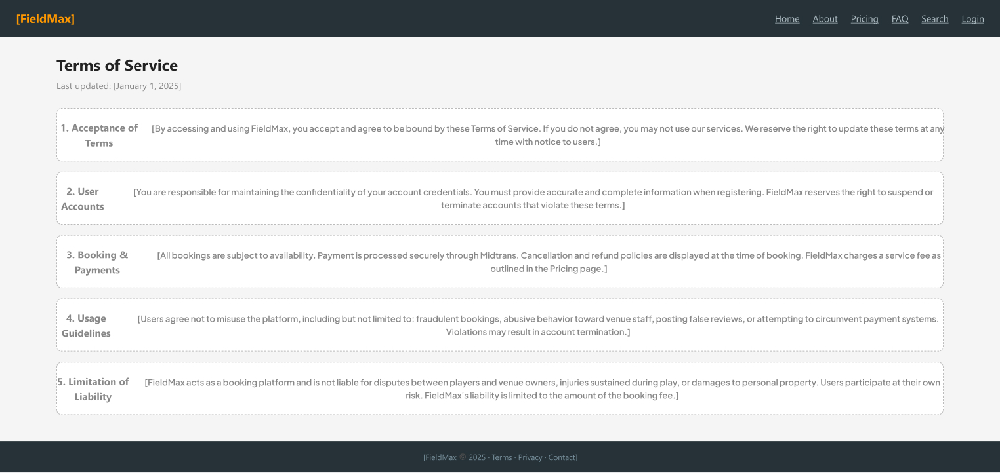 [FieldMax]
Home About Pricing FAQ Search Login
Terms of Service
Last updated: [January 1, 2025]
1. Acceptance of
Terms
[By accessing and using FieldMax, you accept and agree to be bound by these Terms of Service. If you do not agree, you may not use our services. We reserve the right to update these terms at any
time with notice to users.]
2. User
Accounts
[You are responsible for maintaining the confidentiality of your account credentials. You must provide accurate and complete information when registering. FieldMax reserves the right to suspend or
terminate accounts that violate these terms.]
3. Booking &
Payments
[All bookings are subject to availability. Payment is processed securely through Midtrans. Cancellation and refund policies are displayed at the time of booking. FieldMax charges a service fee as
outlined in the Pricing page.]
4. Usage
Guidelines
[Users agree not to misuse the platform, including but not limited to: fraudulent bookings, abusive behavior toward venue staff, posting false reviews, or attempting to circumvent payment systems.
Violations may result in account termination.]
5. Limitation of
Liability
[FieldMax acts as a booking platform and is not liable for disputes between players and venue owners, injuries sustained during play, or damages to personal property. Users participate at their own
risk. FieldMax's liability is limited to the amount of the booking fee.]
[FieldMax © 2025 · Terms · Privacy · Contact]